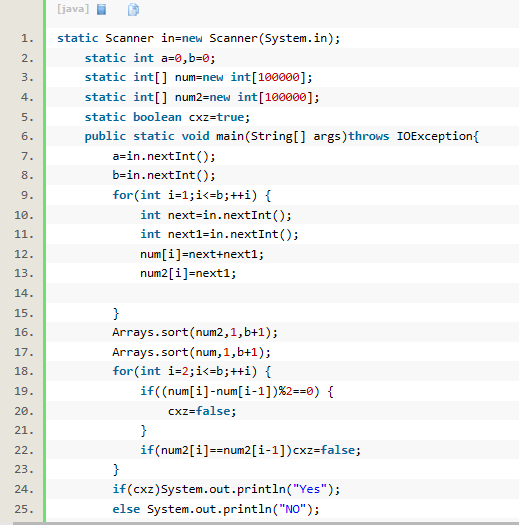 [java]
1. static Scanner in=new Scanner(System.in);
2. static int a=0,b=0;
3. static int[] num=new int[100000];
4. static int[] num2=new int[100000];
5. static boolean cxz=true;
6. public static void main(String[] args)throws IOException{
7. a=in.nextInt();
8. b=in.nextInt();
9. for(int i=1;i<=b;++i) {
10. int next=in.nextInt();
11. int next1=in.nextInt();
12. num[i]=next+next1;
13. num2[i]=next1;
14.
15. }
16. Arrays.sort(num2,1,b+1);
17. Arrays.sort(num,1,b+1);
18. for(int i=2;i<=b;++i) {
19. if((num[i]-num[i-1])%2==0) {
20. cxz=false;
21. }
22. if(num2[i]==num2[i-1])cxz=false;
23. }
24. if(cxz)System.out.println("Yes");
25. else System.out.println("NO");